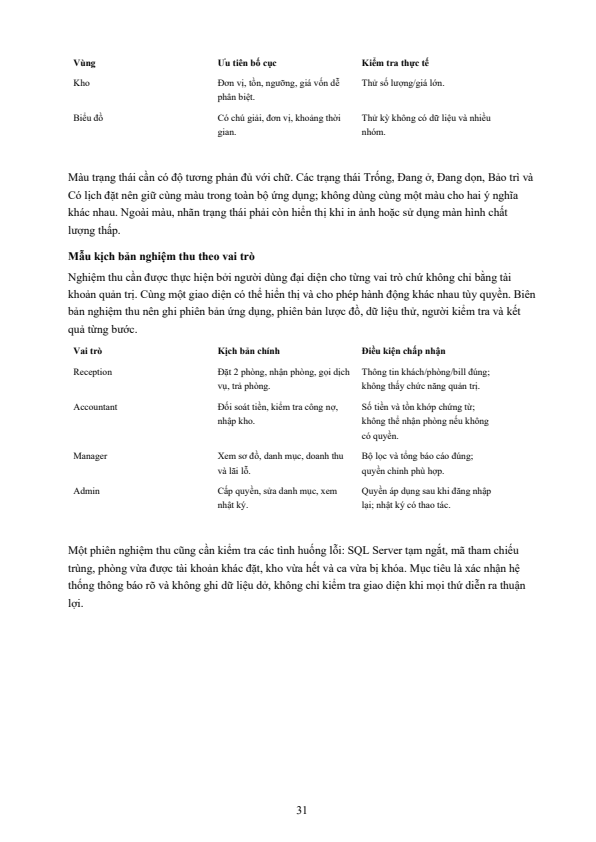 Vùng Ưu tiên bố cục Kiểm tra thực tế
Kho Đơn vị, tồn, ngưỡng, giá vốn dễ Thử số lượng/giá lớn.
phân biệt.
Biểu đồ Có chú giải, đơn vị, khoảng thời Thử kỳ không có dữ liệu và nhiều
gian. nhóm.
Màu trạng thái cần có độ tương phản đủ với chữ. Các trạng thái Trống, Đang ở, Đang dọn, Bảo trì và
Có lịch đặt nên giữ cùng màu trong toàn bộ ứng dụng; không dùng cùng một màu cho hai ý nghĩa
khác nhau. Ngoài màu, nhãn trạng thái phải còn hiển thị khi in ảnh hoặc sử dụng màn hình chất
lượng thấp.
Mẫu kịch bản nghiệm thu theo vai trò
Nghiệm thu cần được thực hiện bởi người dùng đại diện cho từng vai trò chứ không chỉ bằng tài
khoản quản trị. Cùng một giao diện có thể hiển thị và cho phép hành động khác nhau tùy quyền. Biên
bản nghiệm thu nên ghi phiên bản ứng dụng, phiên bản lược đồ, dữ liệu thử, người kiểm tra và kết
quả từng bước.
Vai trò Kịch bản chính Điều kiện chấp nhận
Reception Đặt 2 phòng, nhận phòng, gọi dịch Thông tin khách/phòng/bill đúng;
vụ, trả phòng. không thấy chức năng quản trị.
Accountant Đối soát tiền, kiểm tra công nợ, Số tiền và tồn khớp chứng từ;
nhập kho. không thể nhận phòng nếu không
có quyền.
Manager Xem sơ đồ, danh mục, doanh thu Bộ lọc và tổng báo cáo đúng;
và lãi lỗ. quyền chỉnh phù hợp.
Admin Cấp quyền, sửa danh mục, xem Quyền áp dụng sau khi đăng nhập
nhật ký. lại; nhật ký có thao tác.
Một phiên nghiệm thu cũng cần kiểm tra các tình huống lỗi: SQL Server tạm ngắt, mã tham chiếu
trùng, phòng vừa được tài khoản khác đặt, kho vừa hết và ca vừa bị khóa. Mục tiêu là xác nhận hệ
thống thông báo rõ và không ghi dữ liệu dở, không chỉ kiểm tra giao diện khi mọi thứ diễn ra thuận
lợi.
31